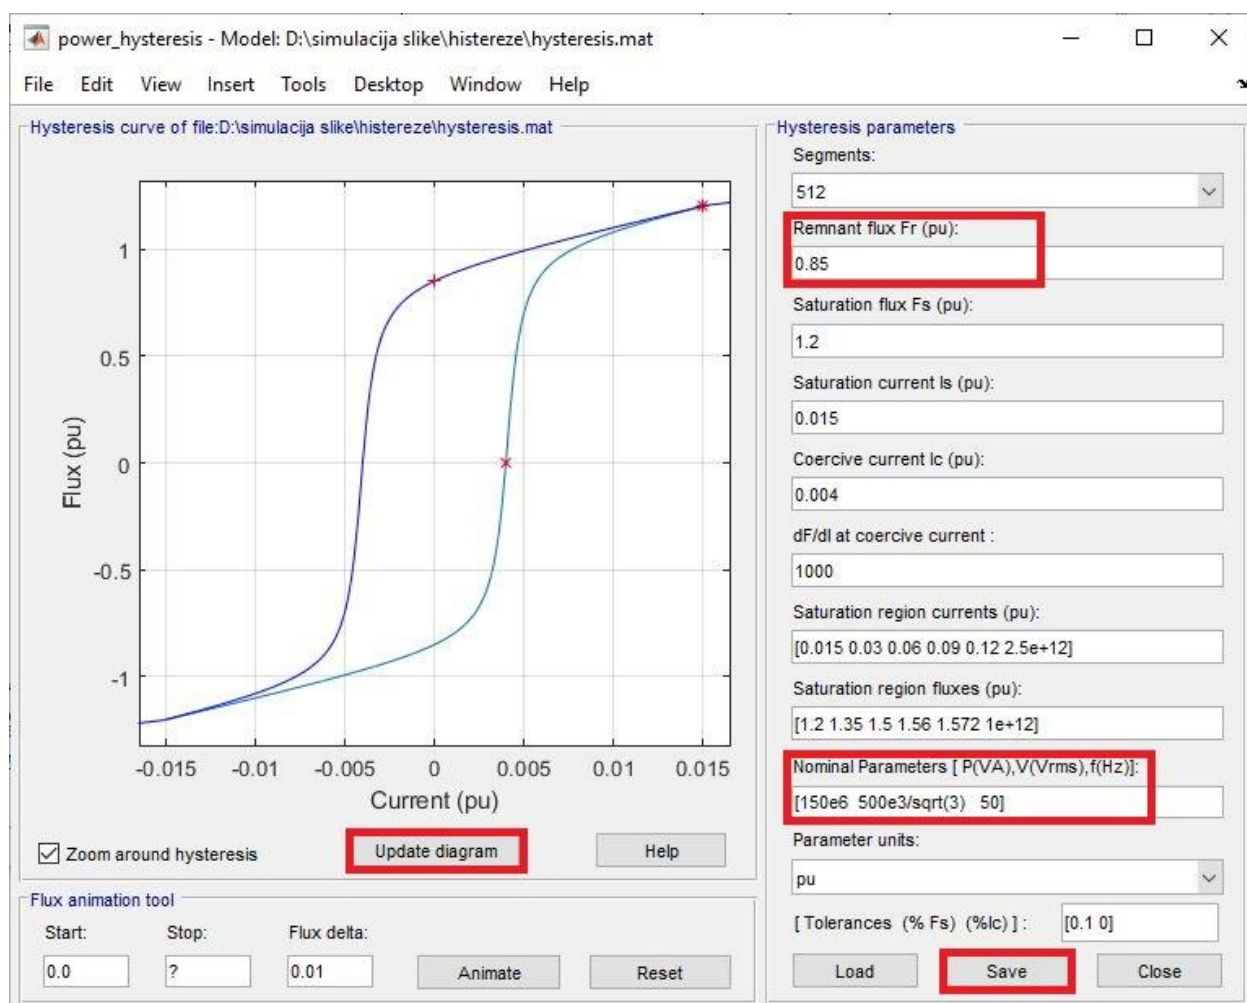 power_hysteresis - Model: D:\simulacija slike\histereze\hysteresis.mat
File Edit View Insert Tools Desktop Window Help
Hysteresis curve of file:D:\simulacija slike\histereze\hysteresis.mat
1
0.5
0
-0.5
-1
Flux (pu)
-0.015 -0.01 -0.005 0 0.005 0.01 0.015
Current (pu)
Zoom around hysteresis
Update diagram
Help
Flux animation tool
Start: Stop: Flux delta:
0.0 ? 0.01 Animate Reset
Hysteresis parameters
Segments:
512
Remnant flux Fr (pu):
0.85
Saturation flux Fs (pu):
1.2
Saturation current Is (pu):
0.015
Coercive current Ic (pu):
0.004
dF/dI at coercive current :
1000
Saturation region currents (pu):
[0.015 0.03 0.06 0.09 0.12 2.5e+12]
Saturation region fluxes (pu):
[1.2 1.35 1.5 1.56 1.572 1e+12]
Nominal Parameters [ P(VA),V(Vrms),f(Hz)]:
[150e6 500e3/sqrt(3) 50]
Parameter units:
pu
[ Tolerances (% Fs) (%Ic) ] : [0.1 0]
Load Save Close